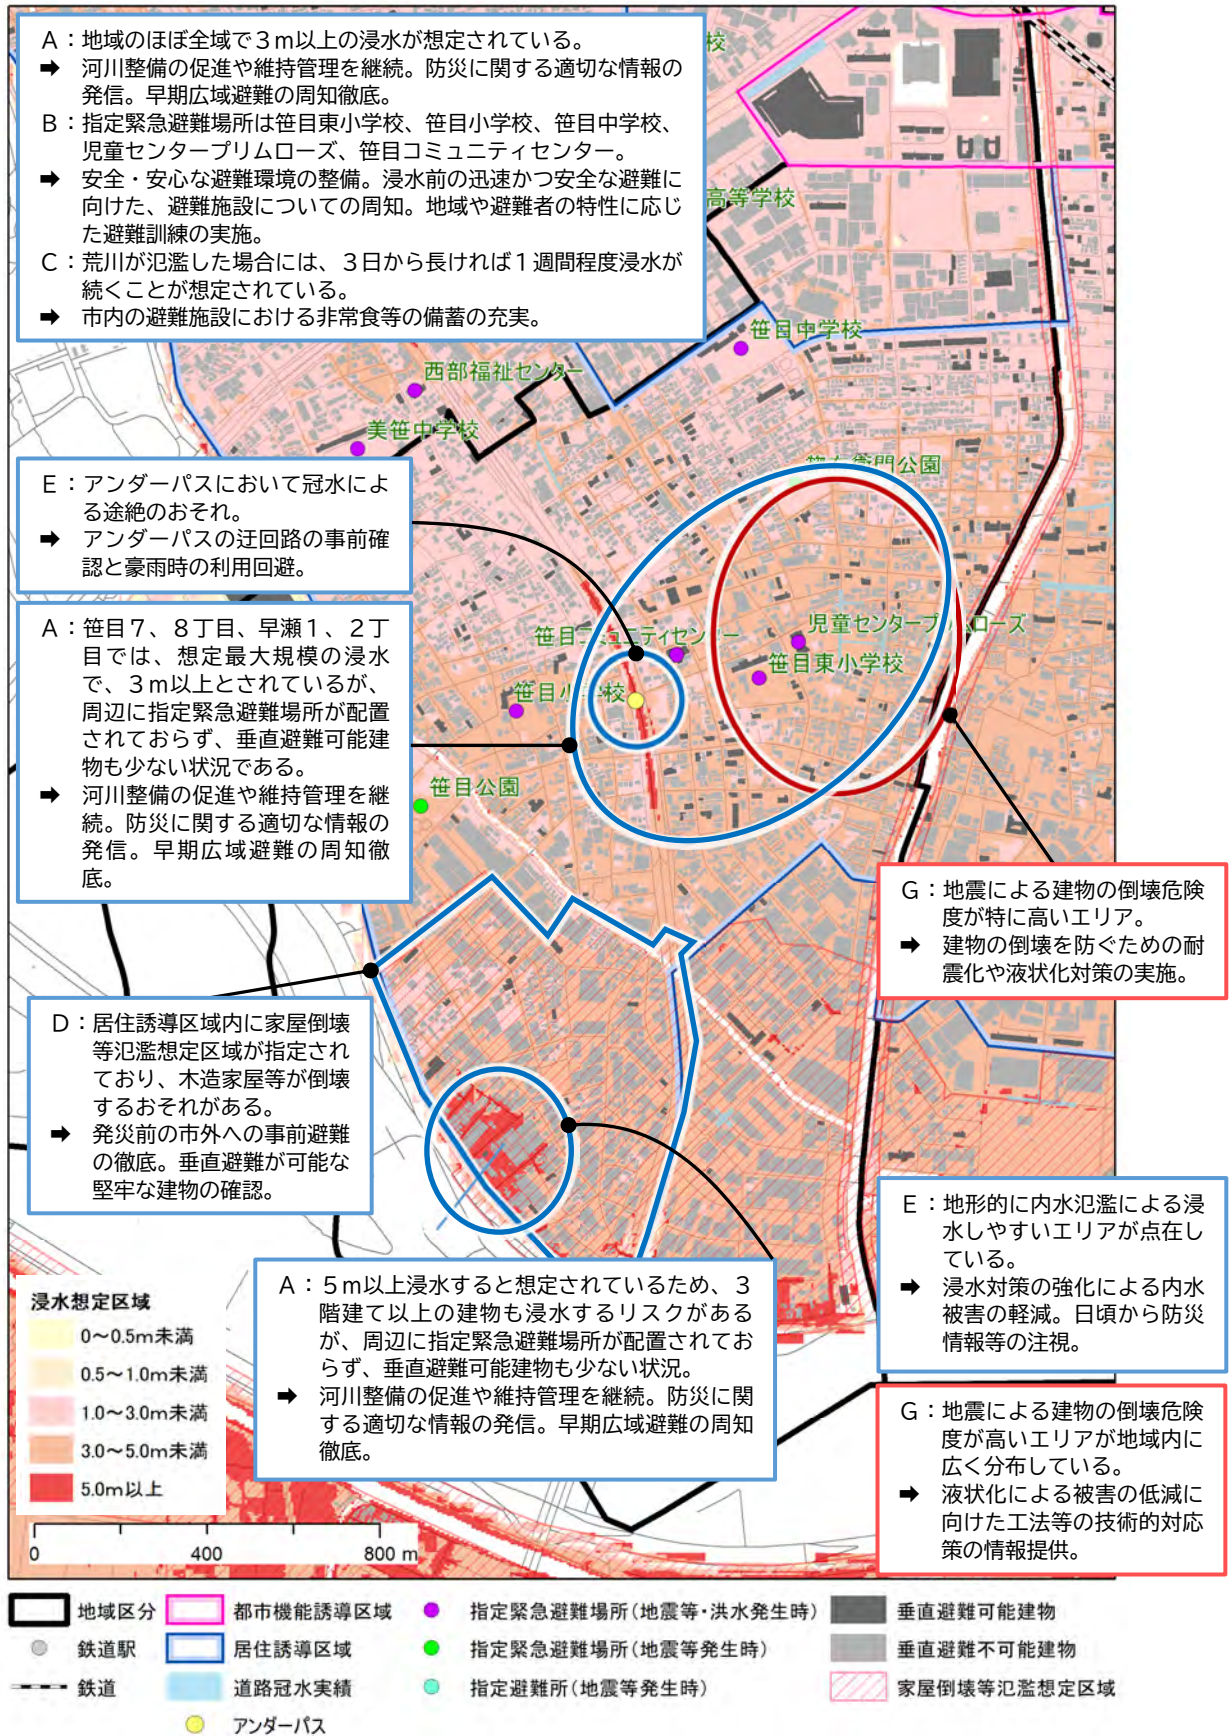 A：地域のほぼ全域で３ｍ以上の浸水が想定されている。
➡ 河川整備の促進や維持管理を継続。防災に関する適切な情報の
発信。早期広域避難の周知徹底。
B：指定緊急避難場所は笹目東小学校、笹目小学校、笹目中学校、
児童センタープリムローズ、笹目コミュニティセンター。
➡ 安全・安心な避難環境の整備。浸水前の迅速かつ安全な避難に
向けた、避難施設についての周知。地域や避難者の特性に応じ
た避難訓練の実施。
C：荒川が氾濫した場合には、３日から長ければ１週間程度浸水が
続くことが想定されている。
➡ 市内の避難施設における非常食等の備蓄の充実。
校
高等学校
笹目中学校
西部福祉センター
美笹中学校
衛門公園
E：アンダーパスにおいて冠水によ
る途絶のおそれ。
➡ アンダーパスの迂回路の事前確
認と豪雨時の利用回避。
A：笹目７、８丁目、早瀬１、２丁
目では、想定最大規模の浸水
で、３ｍ以上とされているが、
周辺に指定緊急避難場所が配置
されておらず、垂直避難可能建
物も少ない状況である。
➡ 河川整備の促進や維持管理を継
続。防災に関する適切な情報の
発信。早期広域避難の周知徹
底。
笹目コミュニティセンター
児童センタープリムローズ
笹目東小学校
笹目小学校
笹目公園
G：地震による建物の倒壊危険
度が特に高いエリア。
➡ 建物の倒壊を防ぐための耐
震化や液状化対策の実施。
D：居住誘導区域内に家屋倒壊
等氾濫想定区域が指定され
ており、木造家屋等が倒壊
するおそれがある。
➡ 発災前の市外への事前避難
の徹底。垂直避難が可能な
堅牢な建物の確認。
E：地形的に内水氾濫による浸
水しやすいエリアが点在し
ている。
➡ 浸水対策の強化による内水
被害の軽減。日頃から防災
情報等の注視。
A：５ｍ以上浸水すると想定されているため、３
階建て以上の建物も浸水するリスクがある
が、周辺に指定緊急避難場所が配置されてお
らず、垂直避難可能建物も少ない状況。
➡ 河川整備の促進や維持管理を継続。防災に関
する適切な情報の発信。早期広域避難の周知
徹底。
G：地震による建物の倒壊危険
度が高いエリアが地域内に
広く分布している。
➡ 液状化による被害の低減に
向けた工法等の技術的対応
策の情報提供。
浸水想定区域
0～0.5m未満
0.5～1.0m未満
1.0～3.0m未満
3.0～5.0m未満
5.0m以上
0 400 800 m
地域区分 都市機能誘導区域 指定緊急避難場所(地震等・洪水発生時) 垂直避難可能建物
鉄道駅 居住誘導区域 指定緊急避難場所(地震等発生時) 垂直避難不可能建物
鉄道 道路冠水実績 指定避難所(地震等発生時) 家屋倒壊等氾濫想定区域
アンダーパス